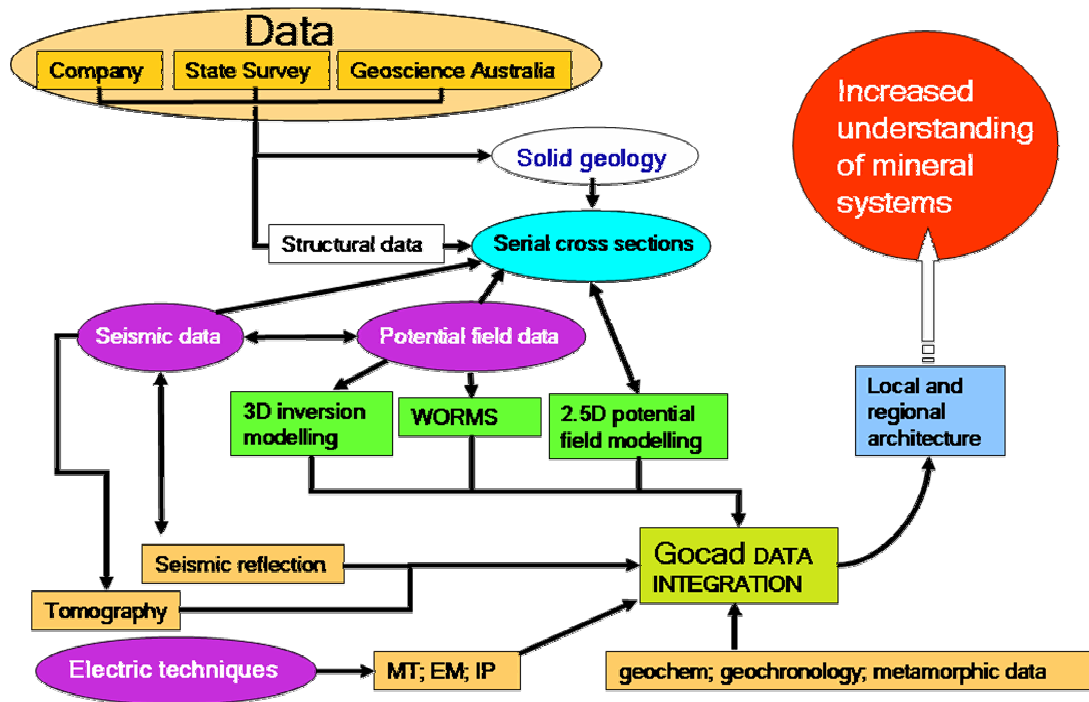 Data
Company
State Survey
Geoscience Australia
Increased
understanding
of mineral
systems
Solid geology
Structural data
Serial cross sections
Seismic data
Potential field data
3D inversion
modelling
WORMS
2.5D potential
field modelling
Local and
regional
architecture
Seismic reflection
Gocad DATA
INTEGRATION
Tomography
Electric techniques
MT; EM; IP
geochem; geochronology; metamorphic data